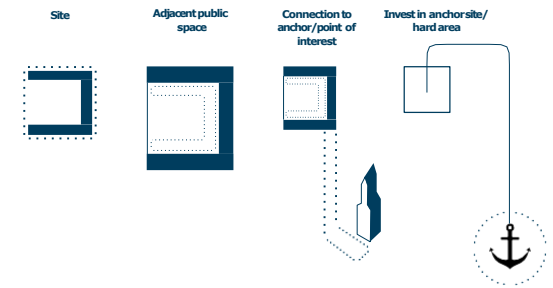 Site
Adjacent public
space
Connection to
anchor/point of
interest
Invest in anchor site/
hard area